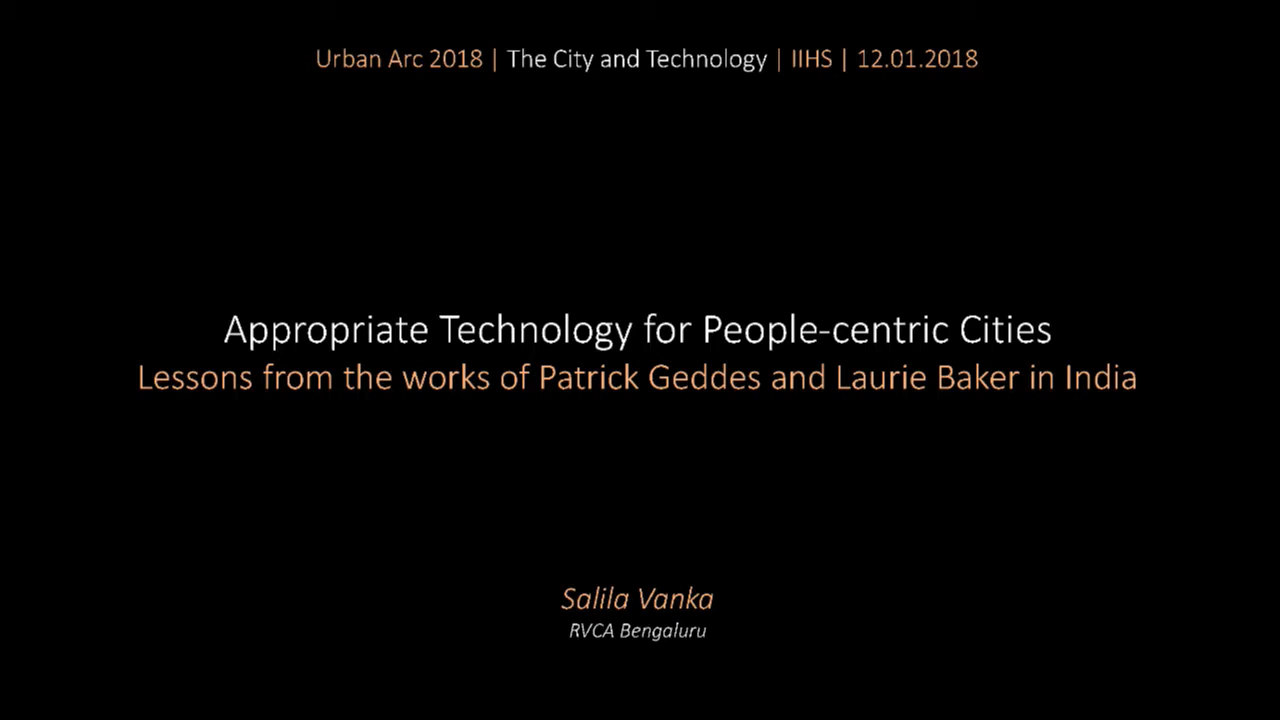 Urban Arc 2018 | The City and Technology | IIHS | 12.01.2018
Appropriate Technology for People-centric Cities
Lessons from the works of Patrick Geddes and Laurie Baker in India
Salila Vanka
RVCA Bengaluru